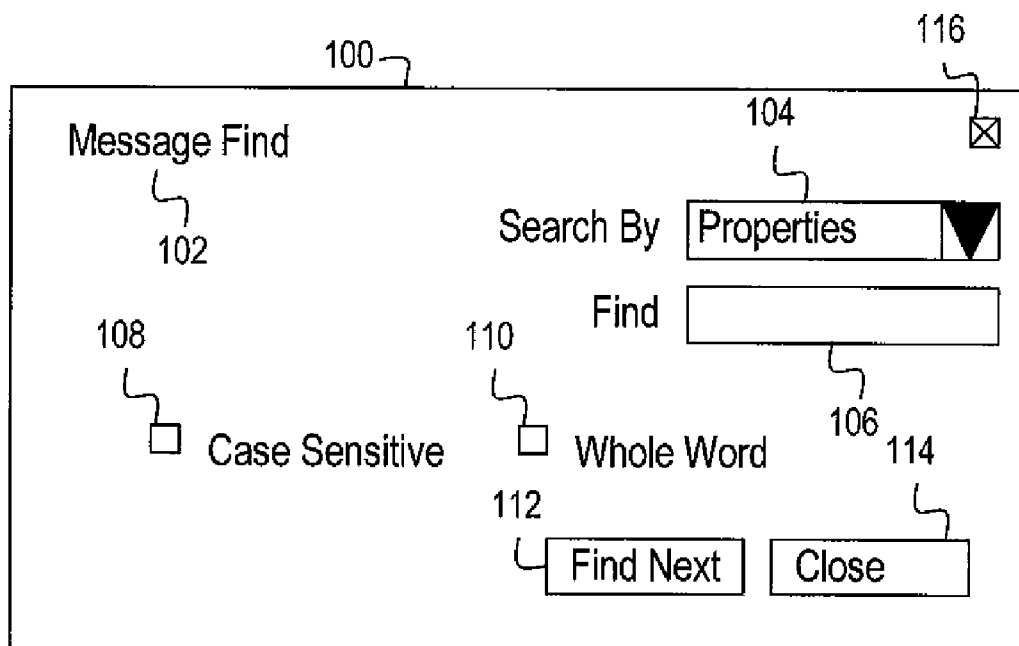 100
116
Message Find
104
102
Search By Properties
Find
108
110
106
Case Sensitive
Whole Word
114
112
Find Next
Close